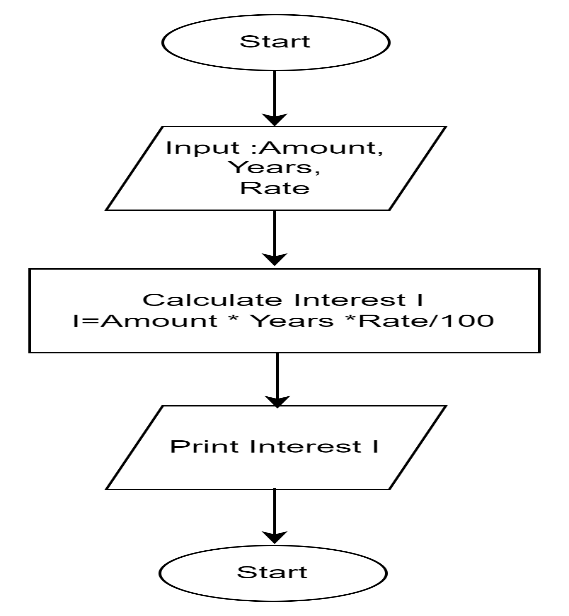 Start
Input :Amount,
Years,
Rate
Calculate Interest I
I=Amount * Years *Rate/100
Print Interest I
Start